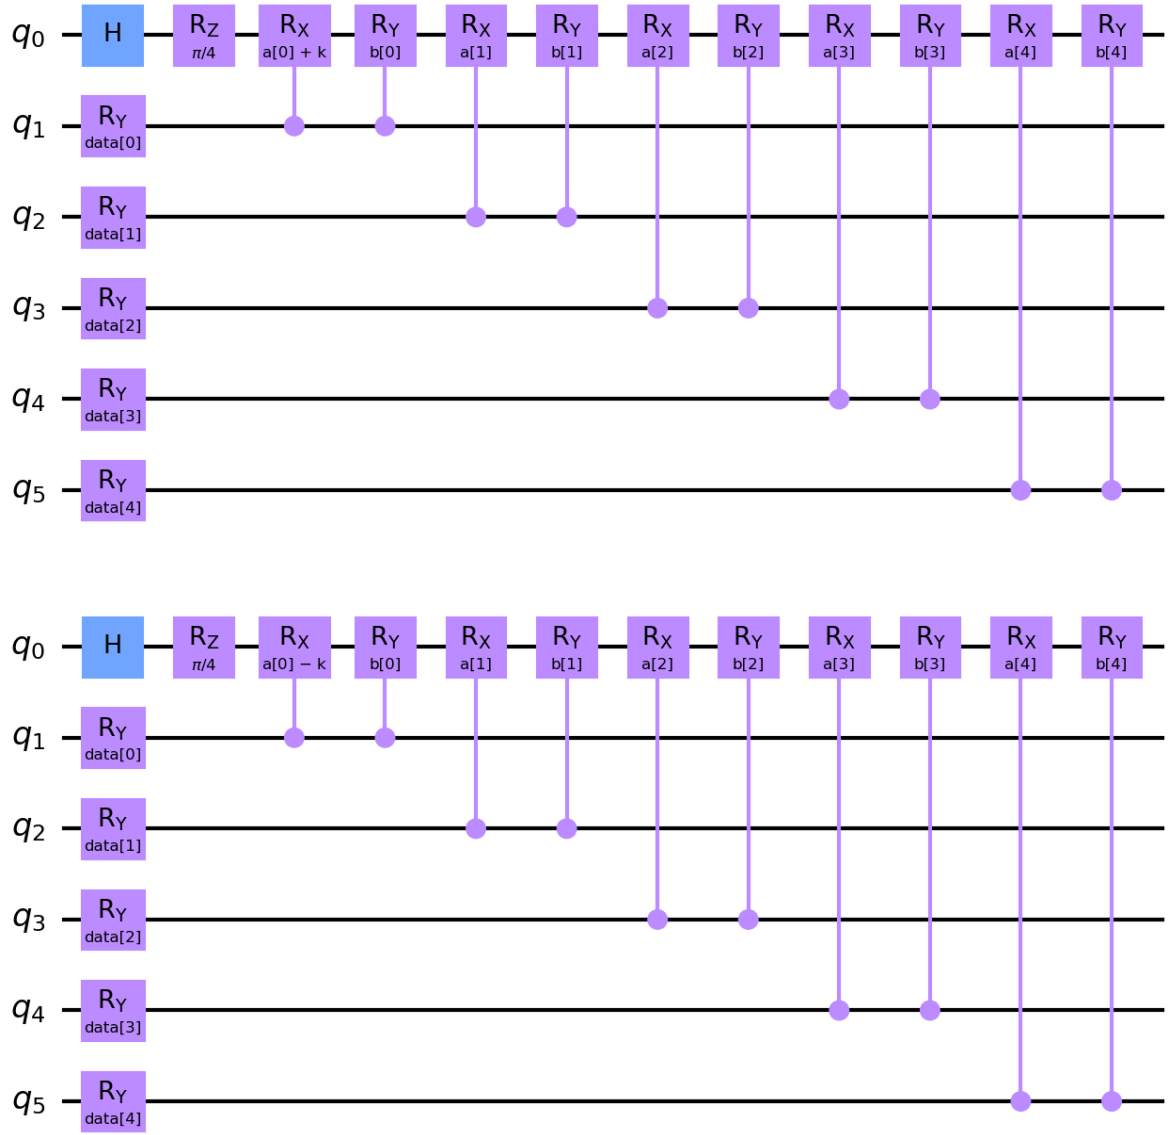 q0 H RZ RX RY RX RY RX RY RX RY RX RY
π/4 a[0] + k b[0] a[1] b[1] a[2] b[2] a[3] b[3] a[4] b[4]
q1 RY
data[0]
q2 RY
data[1]
q3 RY
data[2]
q4 RY
data[3]
q5 RY
data[4]
q0 H RZ RX RY RX RY RX RY RX RY RX RY
π/4 a[0] − k b[0] a[1] b[1] a[2] b[2] a[3] b[3] a[4] b[4]
q1 RY
data[0]
q2 RY
data[1]
q3 RY
data[2]
q4 RY
data[3]
q5 RY
data[4]